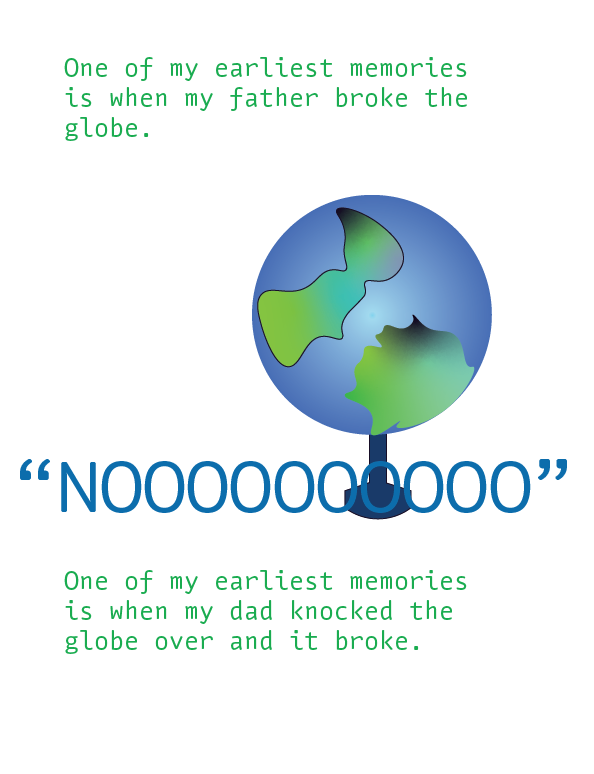 One of my earliest memories
is when my father broke the
globe.
“NOOOOOOOOOO”
One of my earliest memories
is when my dad knocked the
globe over and it broke.